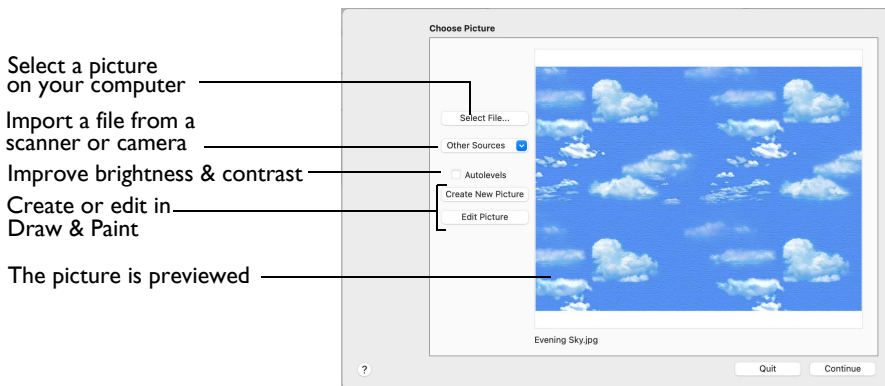 Choose Picture
Select a picture
on your computer
Select File...
Import a file from a
scanner or camera
Other Sources
Improve brightness & contrast
Autolevels
Create or edit in
Draw & Paint
Create New Picture
Edit Picture
The picture is previewed
Evening Sky.jpg
?
Quit
Continue